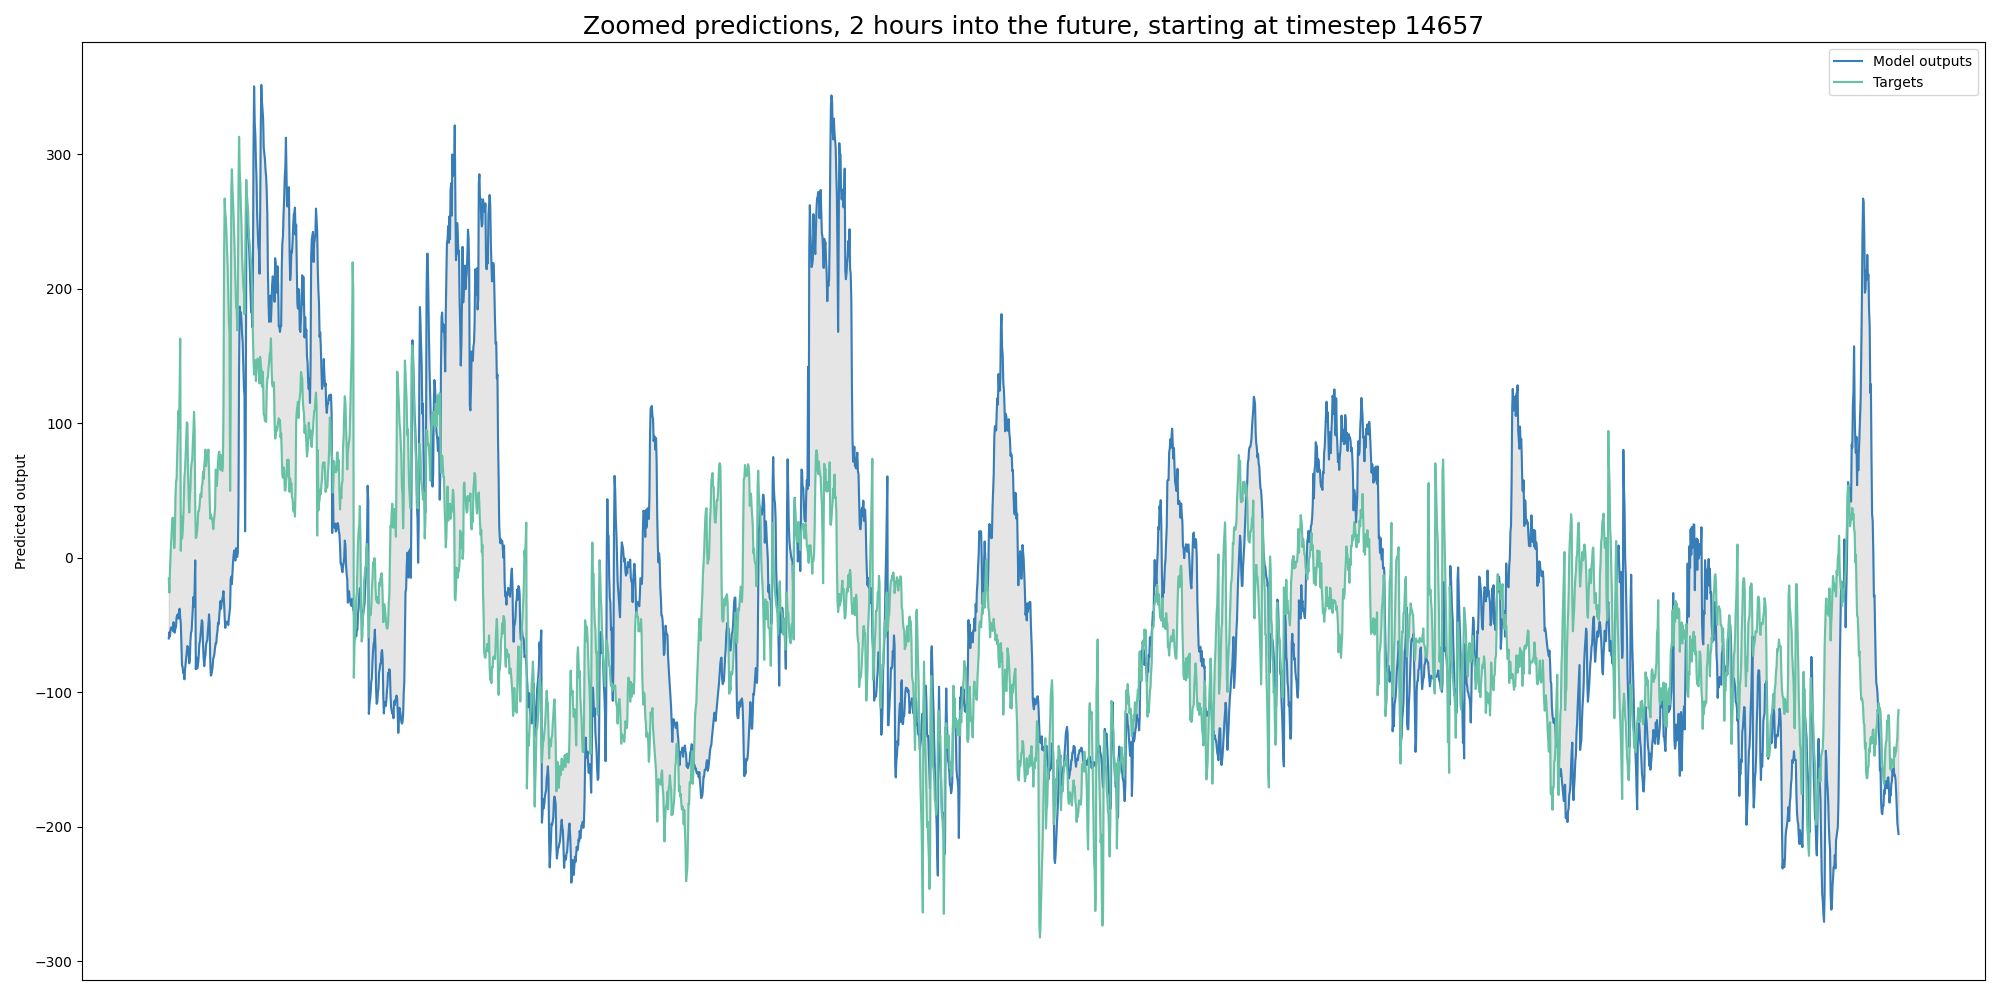 Zoomed predictions, 2 hours into the future, starting at timestep 14657
Model outputs
Targets
Predicted output
300
200
100
0
−100
−200
−300